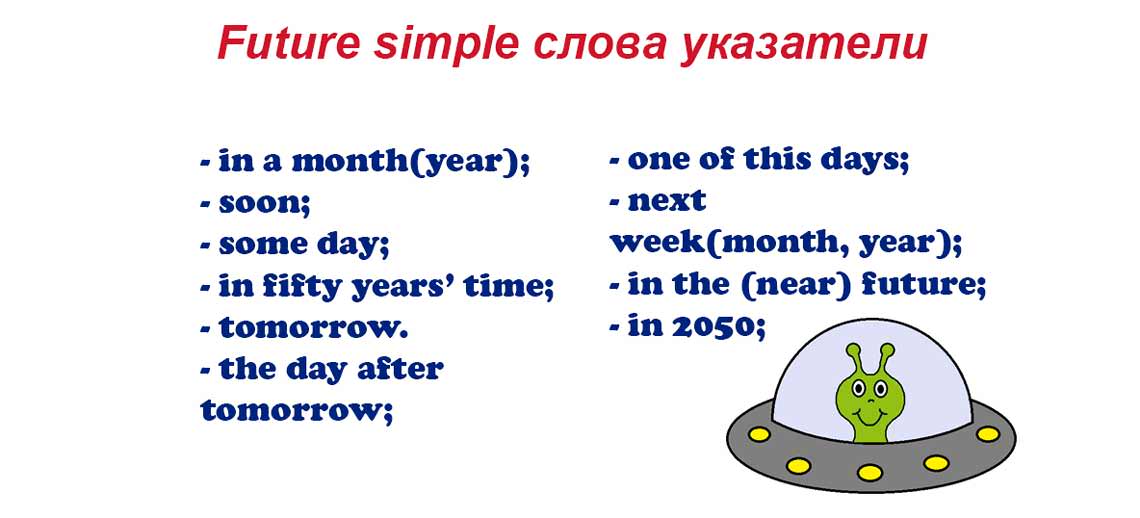 Future simple слова указатели
- in a month(year);
- soon;
- some day;
- in fifty years’ time;
- tomorrow.
- the day after
tomorrow;
- one of this days;
- next
week(month, year);
- in the (near) future;
- in 2050;